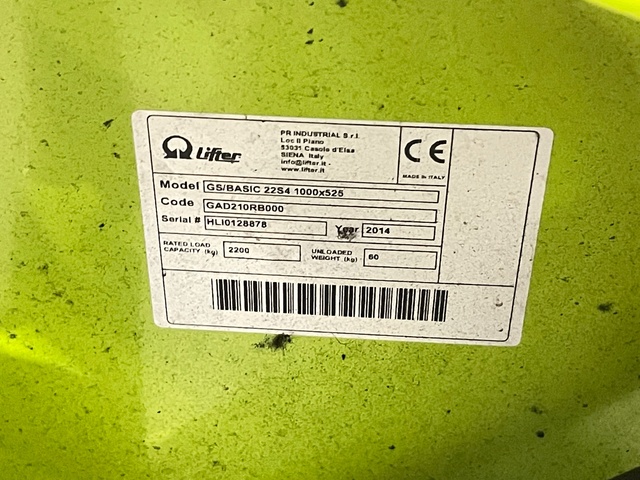 Lifter
PR INDUSTRIAL S.r.l.
Loc Il Piano
53031 Casole d'Elsa
SIENA Italy
info@lifter.it -
www.lifter.it
CE
MADE IN ITALY
Model GS/BASIC 22S4 1000x525
Code GAD210RB000
Serial # HLI0128878 Year 2014
RATED LOAD CAPACITY (kg) 2200 UNLOADED WEIGHT (kg) 60